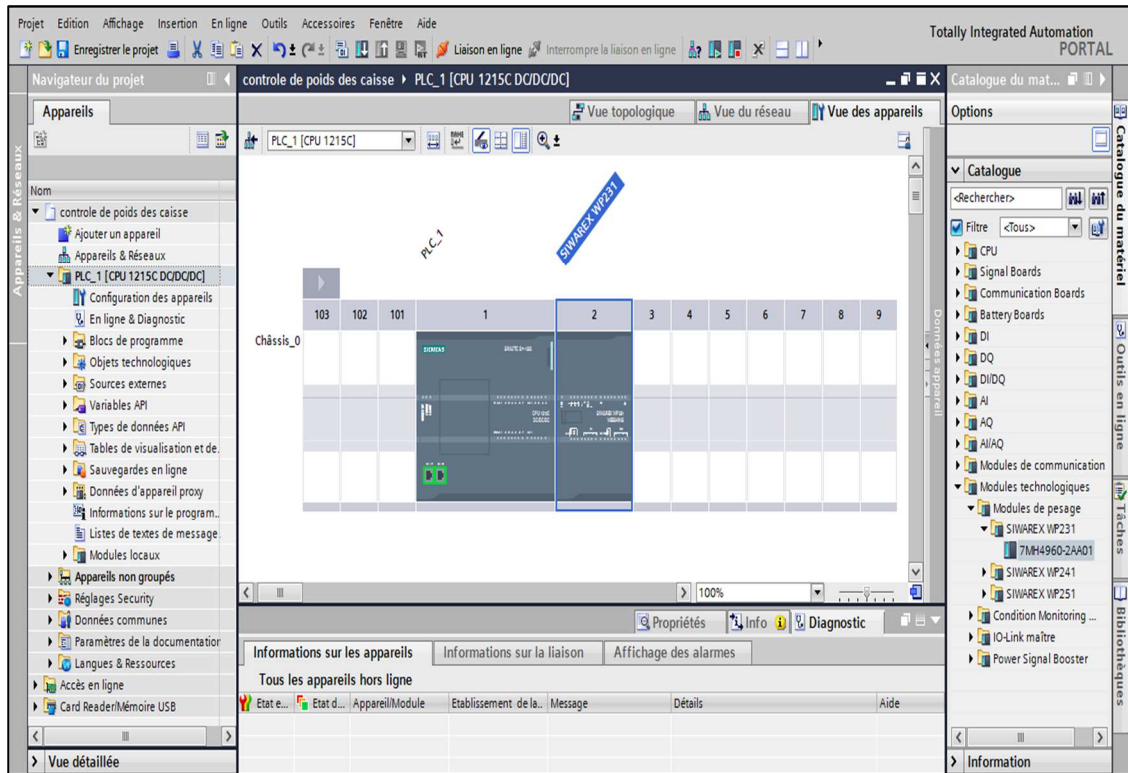 Projet Edition Affichage Insertion En ligne Outils Accessoires Fenêtre Aide
Totally Integrated Automation
PORTAL
Enregistrer le projet Liaison en ligne Interrompre la liaison en ligne
Navigateur du projet
Appareils
Nom
controle de poids des caisse
Ajouter un appareil
Appareils & Réseaux
PLC_1 [CPU 1215C DC/DC/DC]
Configuration des appareils
En ligne & Diagnostic
Blocs de programme
Objets technologiques
Sources externes
Variables API
Types de données API
Tables de visualisation et de.
Sauvegardes en ligne
Données d'appareil proxy
Informations sur le program..
Listes de textes de message
Modules locaux
Appareils non groupés
Réglages Security
Données communes
Paramètres de la documentation
Langues & Ressources
Accès en ligne
Card Reader/Mémoire USB
Vue détaillée
Appareils & Réseaux
controle de poids des caisse PLC_1 [CPU 1215C DC/DC/DC]
Vue topologique Vue du réseau Vue des appareils
PLC_1 [CPU 1215C]
PLC_1 SIWAREX WP231
103 102 101 1 2 3 4 5 6 7 8 9
Châssis_0
SIEMENS
Données appareil
100%
Propriétés Info Diagnostic
Informations sur les appareils Informations sur la liaison Affichage des alarmes
Tous les appareils hors ligne
Etat e... Etat d... Appareil/Module Etablissement de la.. Message Détails Aide
Catalogue du mat...
Options
Catalogue
<Rechercher>
Filtre <Tous>
CPU
Signal Boards
Communication Boards
Battery Boards
DI
DQ
DI/DQ
AI
AQ
AI/AQ
Modules de communication
Modules technologiques
Modules de pesage
SIWAREX WP231
7MH4960-2AA01
SIWAREX WP241
SIWAREX WP251
Condition Monitoring ...
IO-Link maître
Power Signal Booster
Information
Catalogue du matériel
Outils en ligne
Tâches
Bibliothèques